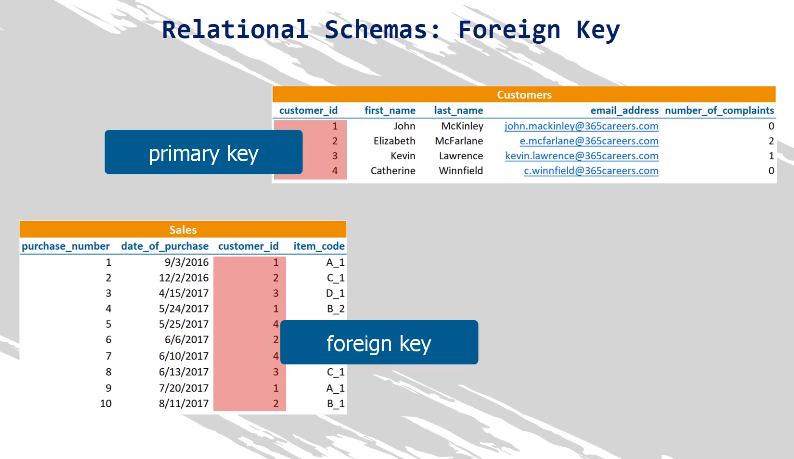 Relational Schemas: Foreign Key
Customers
customer_id first_name last_name email_address number_of_complaints
1 John McKinley john.mackinley@365careers.com 0
2 Elizabeth McFarlane e.mcfarlane@365careers.com 2
3 Kevin Lawrence kevin.lawrence@365careers.com 1
4 Catherine Winnfield c.winnfield@365careers.com 0
primary key
Sales
purchase_number date_of_purchase customer_id item_code
1 9/3/2016 1 A_1
2 12/2/2016 2 C_1
3 4/15/2017 3 D_1
4 5/24/2017 1 B_2
5 5/25/2017 4
6 6/6/2017 2
7 6/10/2017 4
8 6/13/2017 3 C_1
9 7/20/2017 1 A_1
10 8/11/2017 2 B_1
foreign key